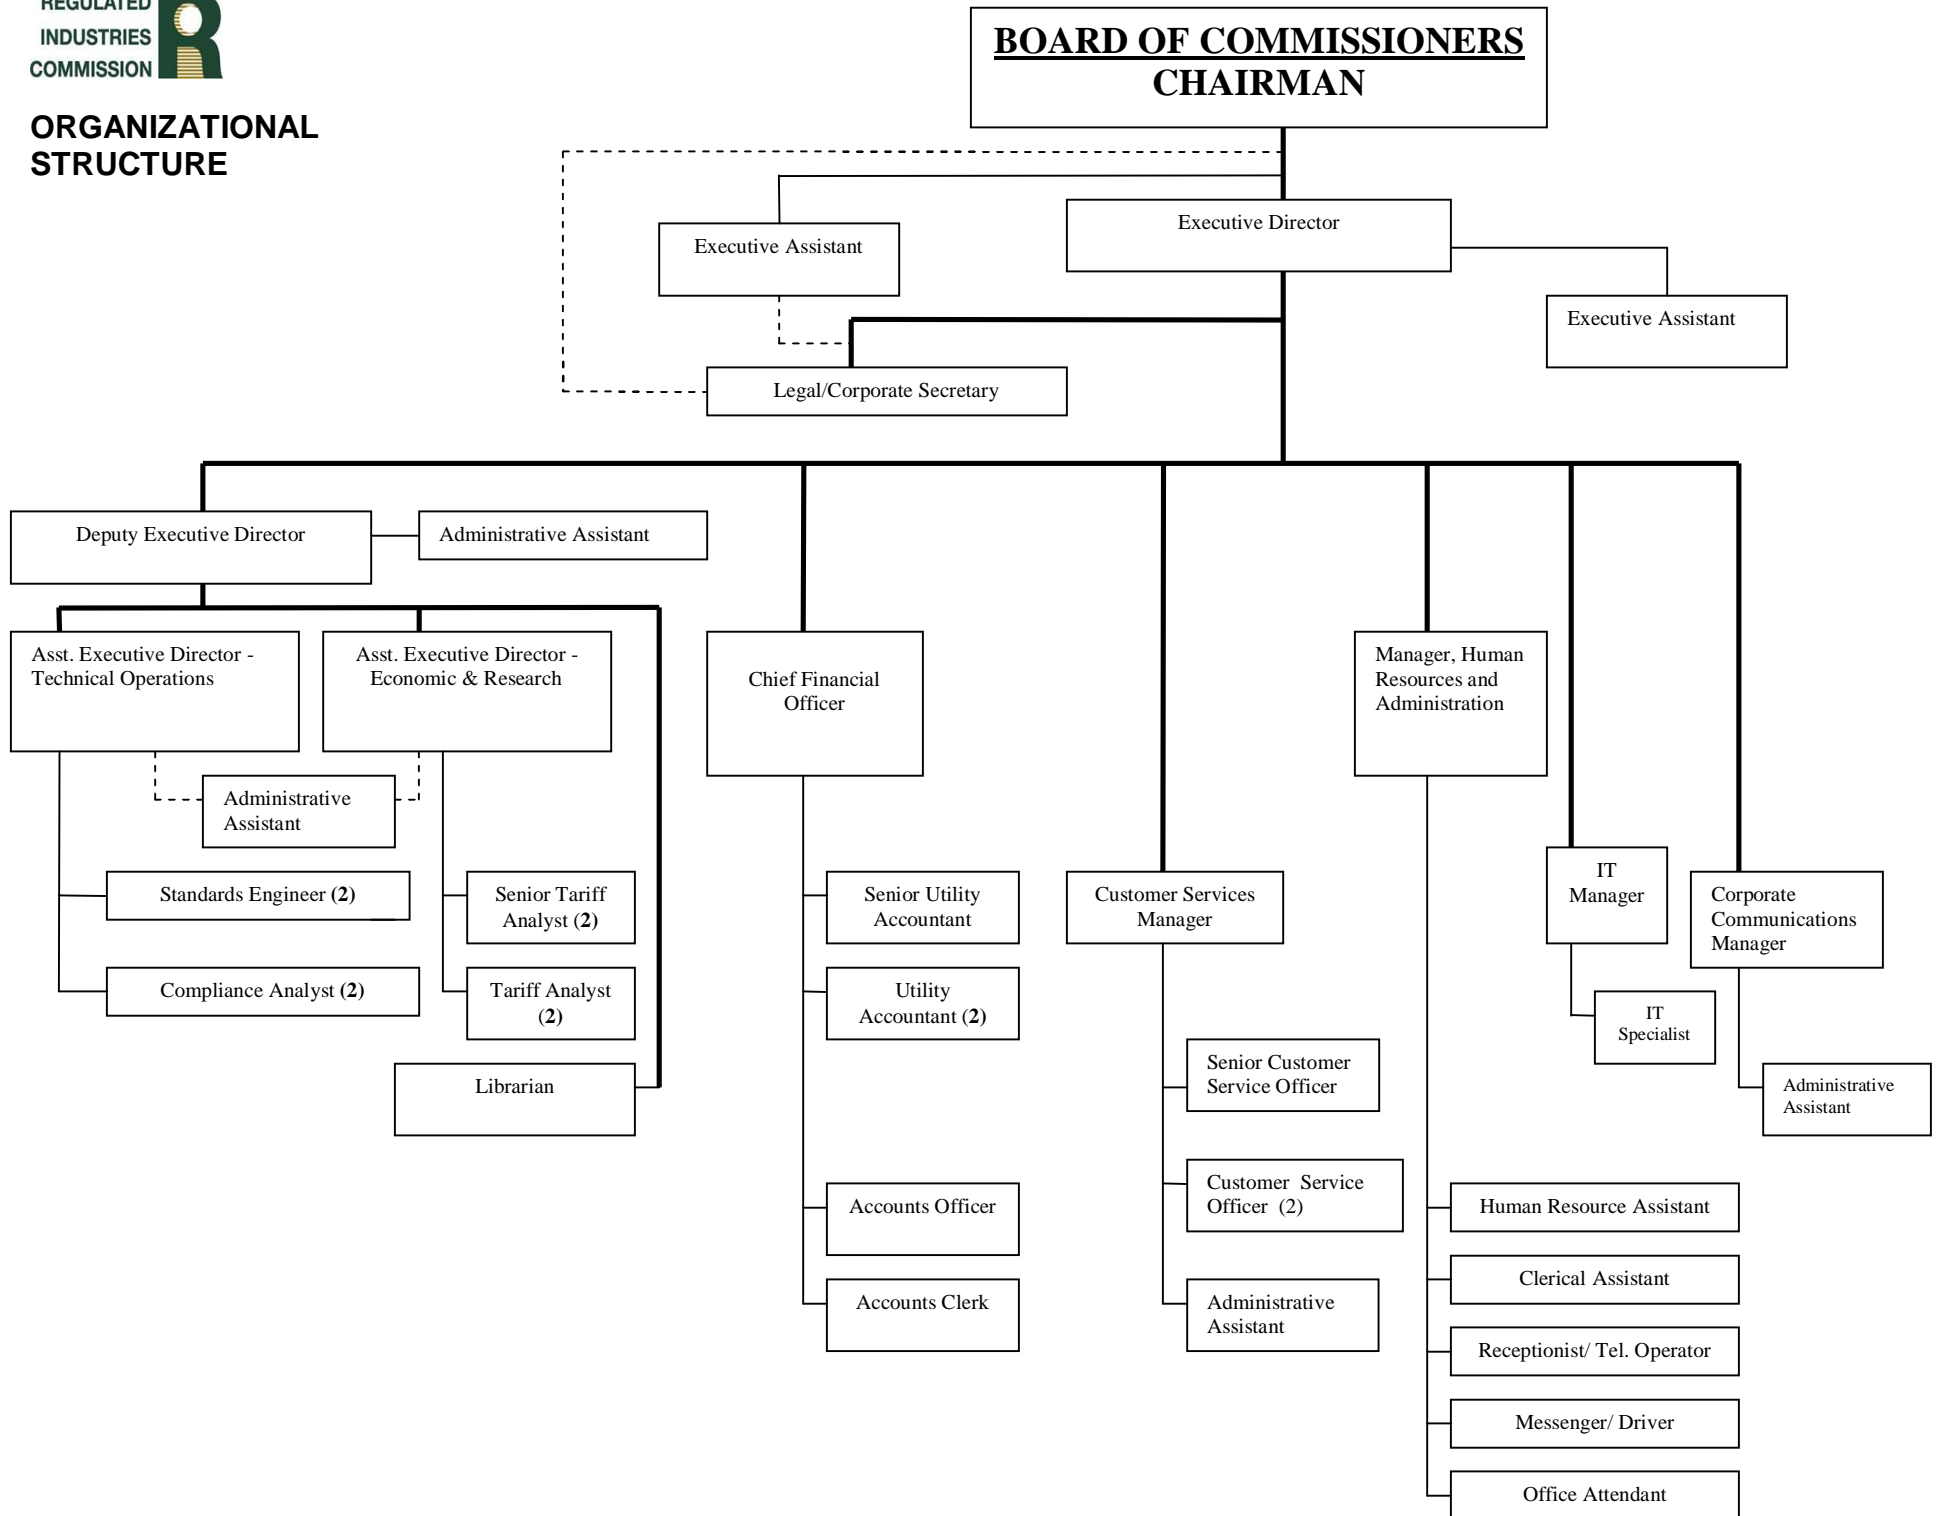 REGULATED
INDUSTRIES
COMMISSION
ORGANIZATIONAL
STRUCTURE
BOARD OF COMMISSIONERS
CHAIRMAN
Executive Director
Executive Assistant
Executive Assistant
Legal/Corporate Secretary
Deputy Executive Director
Administrative Assistant
Asst. Executive Director -
Technical Operations
Asst. Executive Director -
Economic & Research
Chief Financial
Officer
Manager, Human
Resources and
Administration
Administrative
Assistant
Standards Engineer (2)
Senior Tariff
Analyst (2)
Senior Utility
Accountant
Customer Services
Manager
IT
Manager
Corporate
Communications
Manager
Compliance Analyst (2)
Tariff Analyst
(2)
Utility
Accountant (2)
IT
Specialist
Librarian
Senior Customer
Service Officer
Administrative
Assistant
Accounts Officer
Customer Service
Officer (2)
Human Resource Assistant
Accounts Clerk
Administrative
Assistant
Clerical Assistant
Receptionist/ Tel. Operator
Messenger/ Driver
Office Attendant